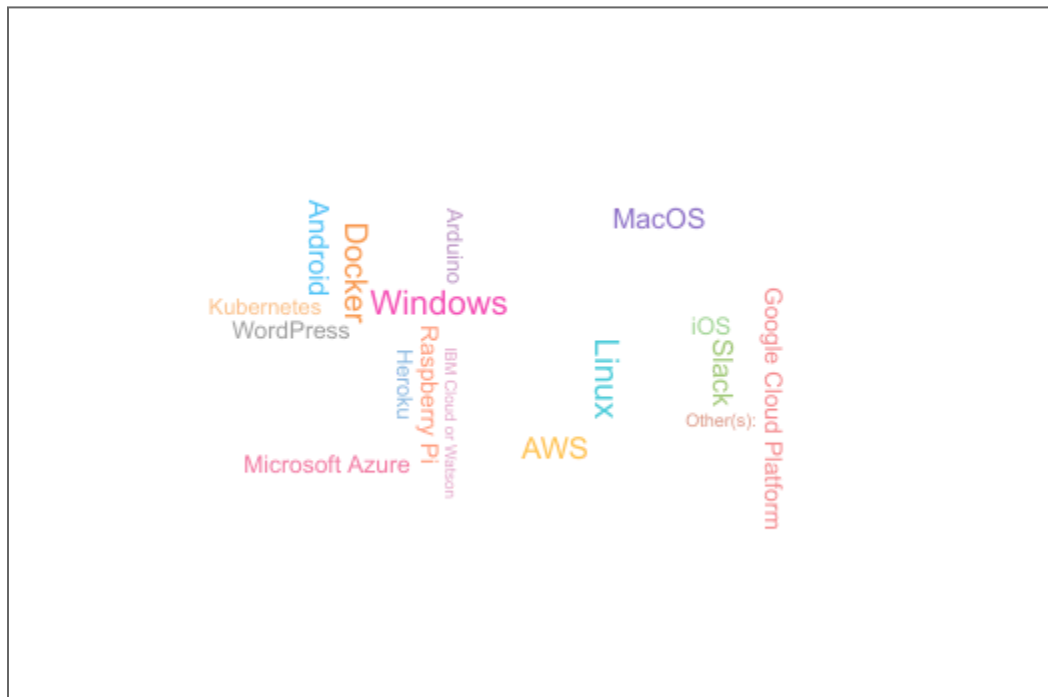 Android
Docker
Arduino
MacOS
Kubernetes
Windows
WordPress
Google Cloud Platform
iOS
Raspberry Pi
Heroku
IBM Cloud or Watson
Linux
Slack
Other(s):
AWS
Microsoft Azure